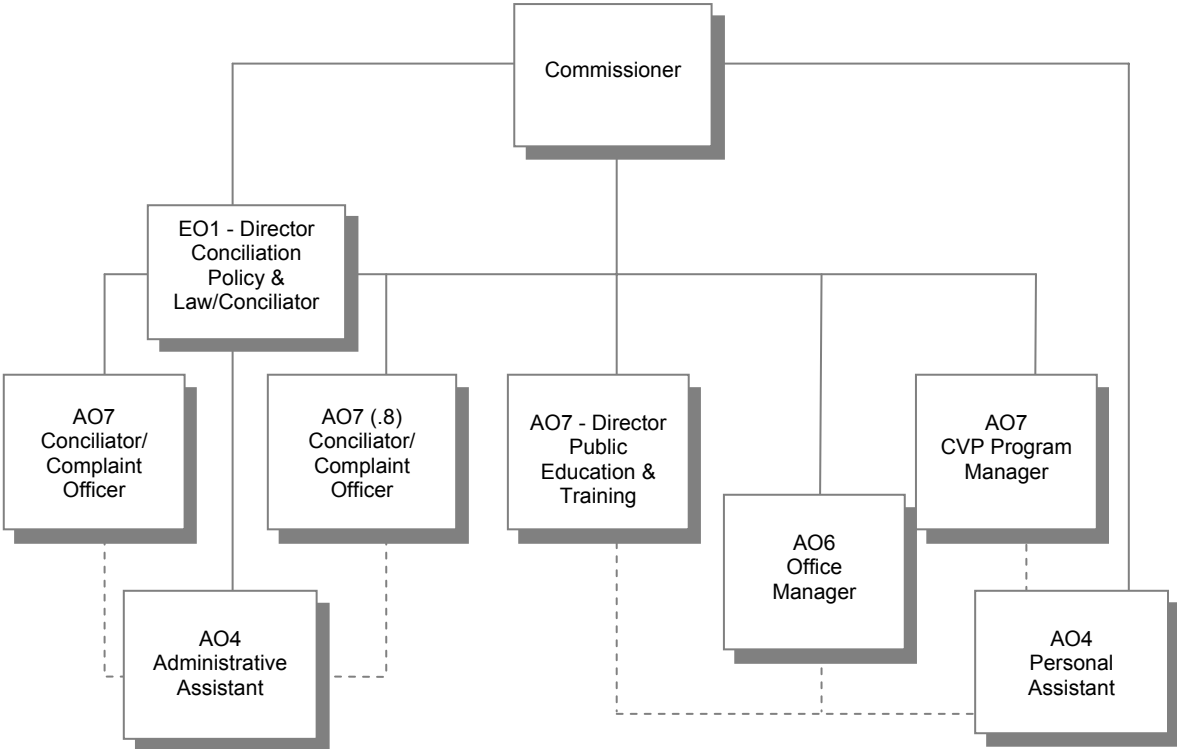 Commissioner
EO1 - Director
Conciliation
Policy &
Law/Conciliator
AO7
Conciliator/
Complaint
Officer
AO7 (.8)
Conciliator/
Complaint
Officer
AO7 - Director
Public
Education &
Training
AO6
Office
Manager
AO7
CVP Program
Manager
AO4
Administrative
Assistant
AO4
Personal
Assistant